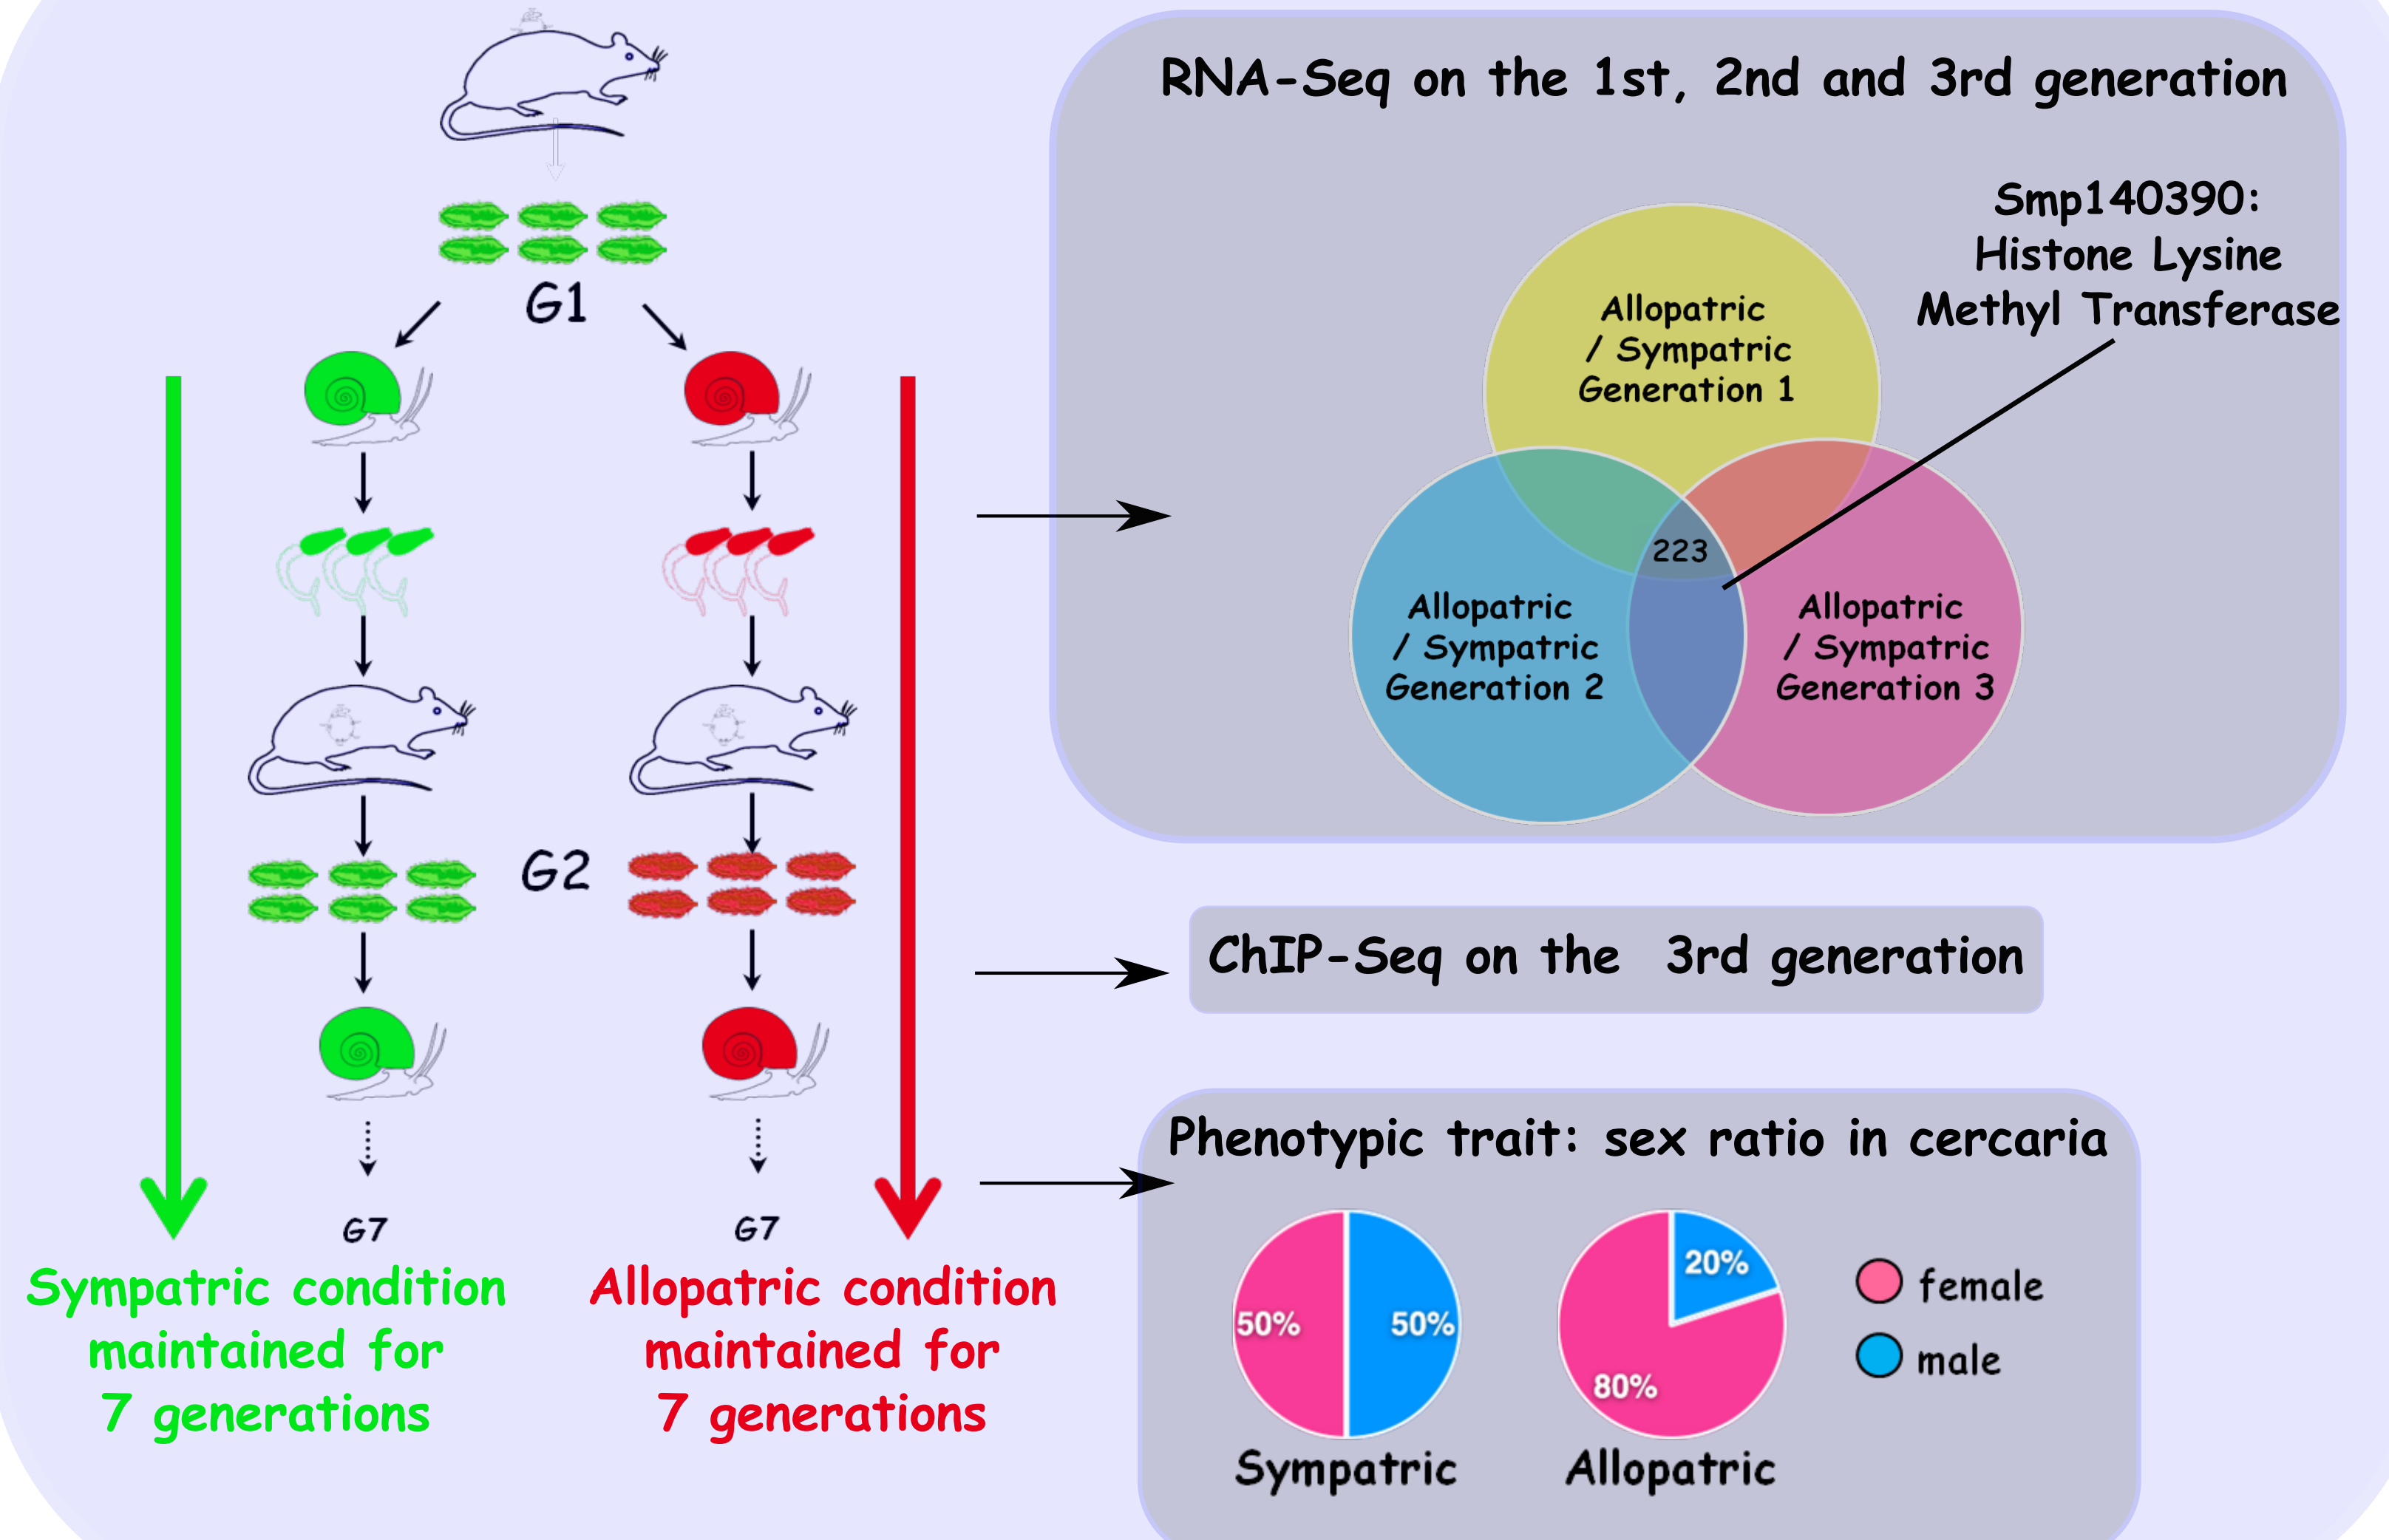 RNA-Seq on the 1st, 2nd and 3rd generation
Smp140390:
Histone Lysine
Methyl Transferase
Allopatric
/ Sympatric
Generation 1
223
Allopatric
/ Sympatric
Generation 2
Allopatric
/ Sympatric
Generation 3
G1
G2
G7
G7
Sympatric condition
maintained for
7 generations
Allopatric condition
maintained for
7 generations
ChIP-Seq on the 3rd generation
Phenotypic trait: sex ratio in cercaria
50%
50%
Sympatric
20%
80%
Allopatric
female
male